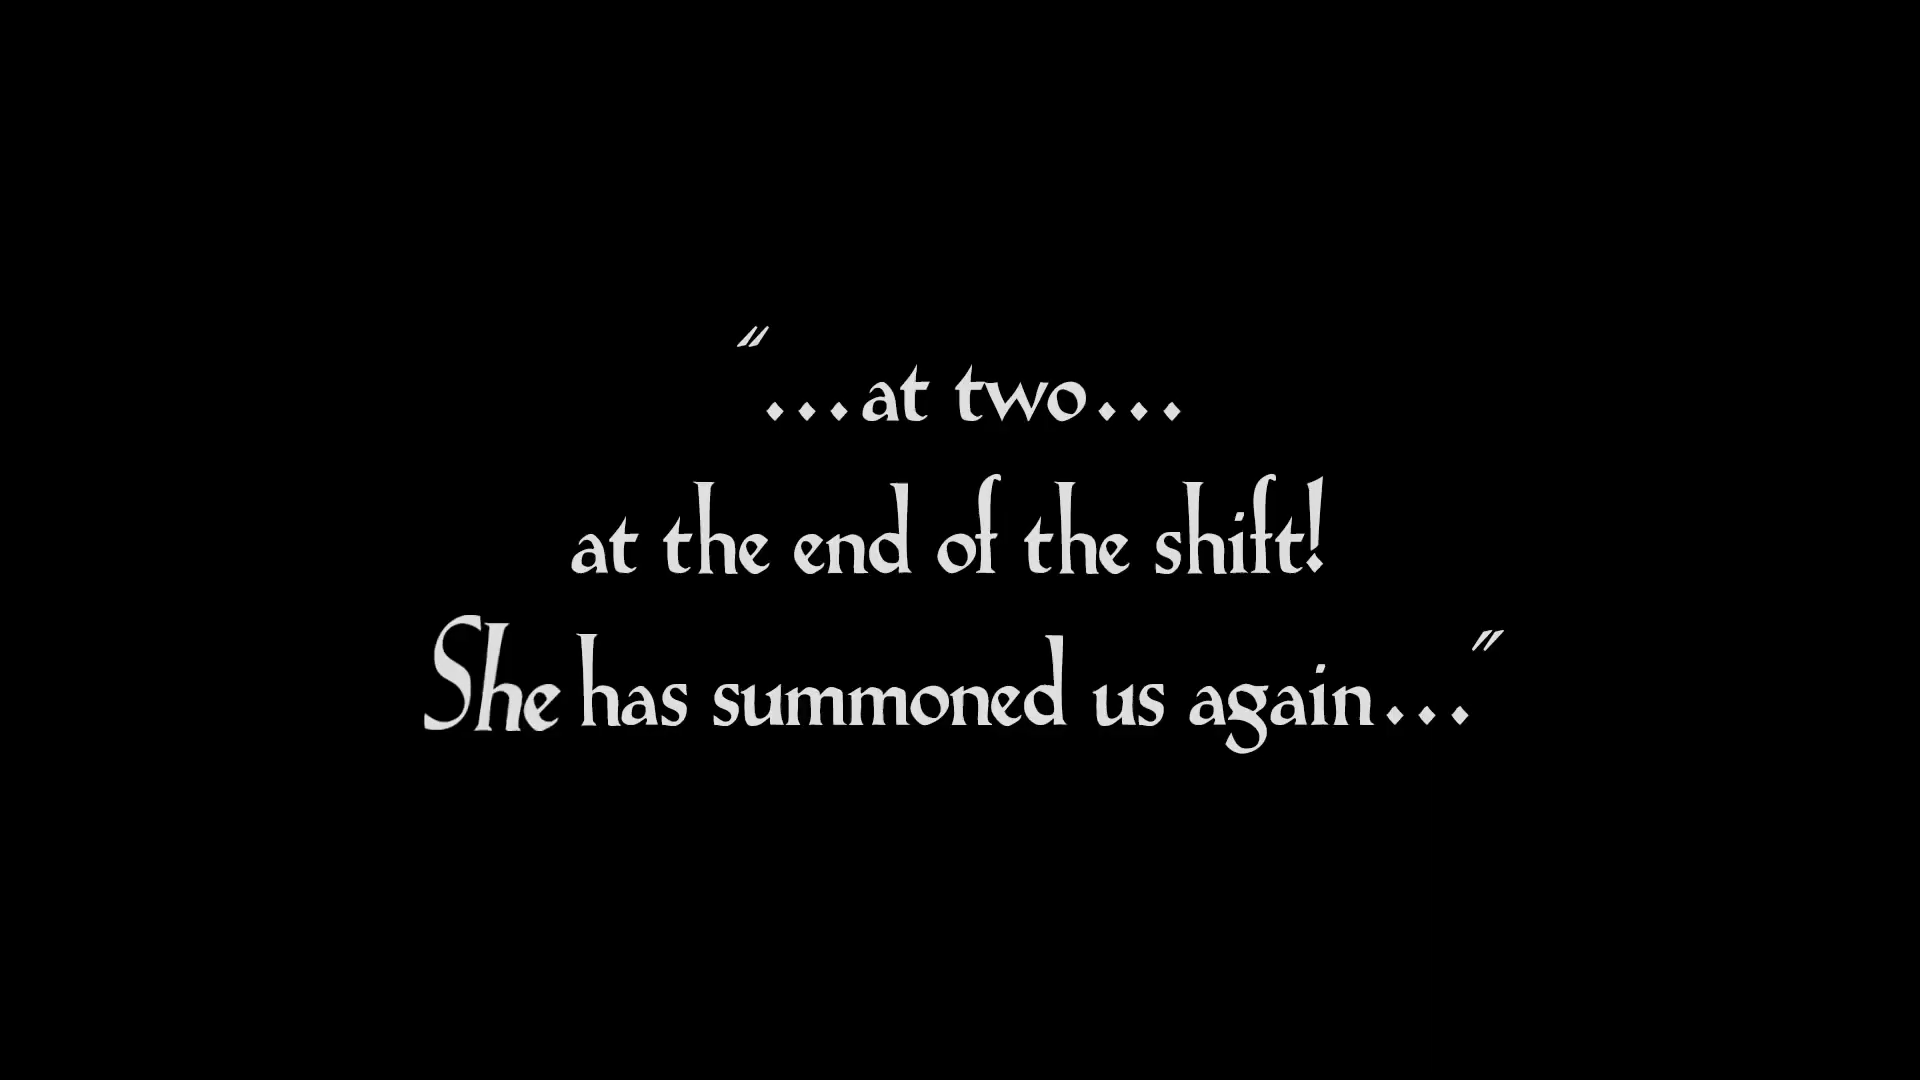 “...at two...
at the end of the shift!
She has summoned us again...”